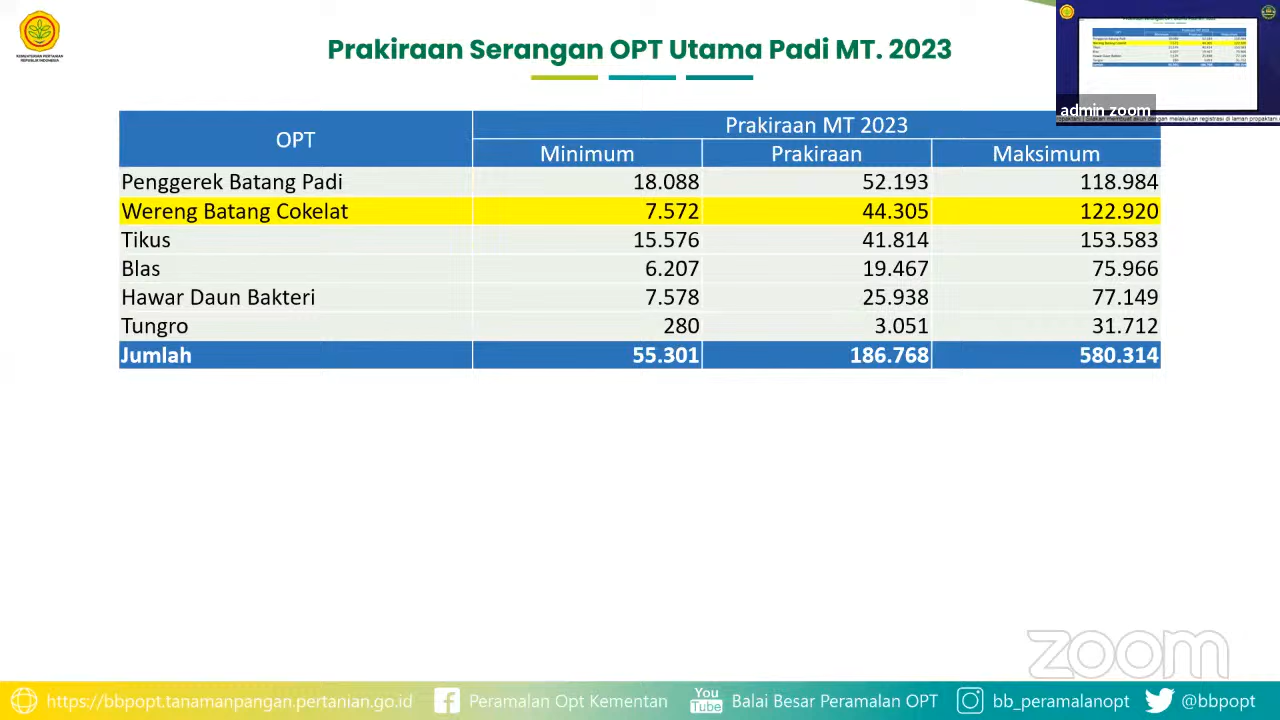 KEMENTERIAN PERTANIAN
REPUBLIK INDONESIA
Prakiraan Serangan OPT Utama Padi MT. 2023
admin zoom
OPT
Prakiraan MT 2023
Minimum Prakiraan Maksimum
Penggerek Batang Padi 18.088 52.193 118.984
Wereng Batang Cokelat 7.572 44.305 122.920
Tikus 15.576 41.814 153.583
Blas 6.207 19.467 75.966
Hawar Daun Bakteri 7.578 25.938 77.149
Tungro 280 3.051 31.712
Jumlah 55.301 186.768 580.314
zoom
https://bbpopt.tanamanpangan.pertanian.go.id Peramalan Opt Kementan You Tube Balai Besar Peramalan OPT bb_peramalanopt @bbpopt